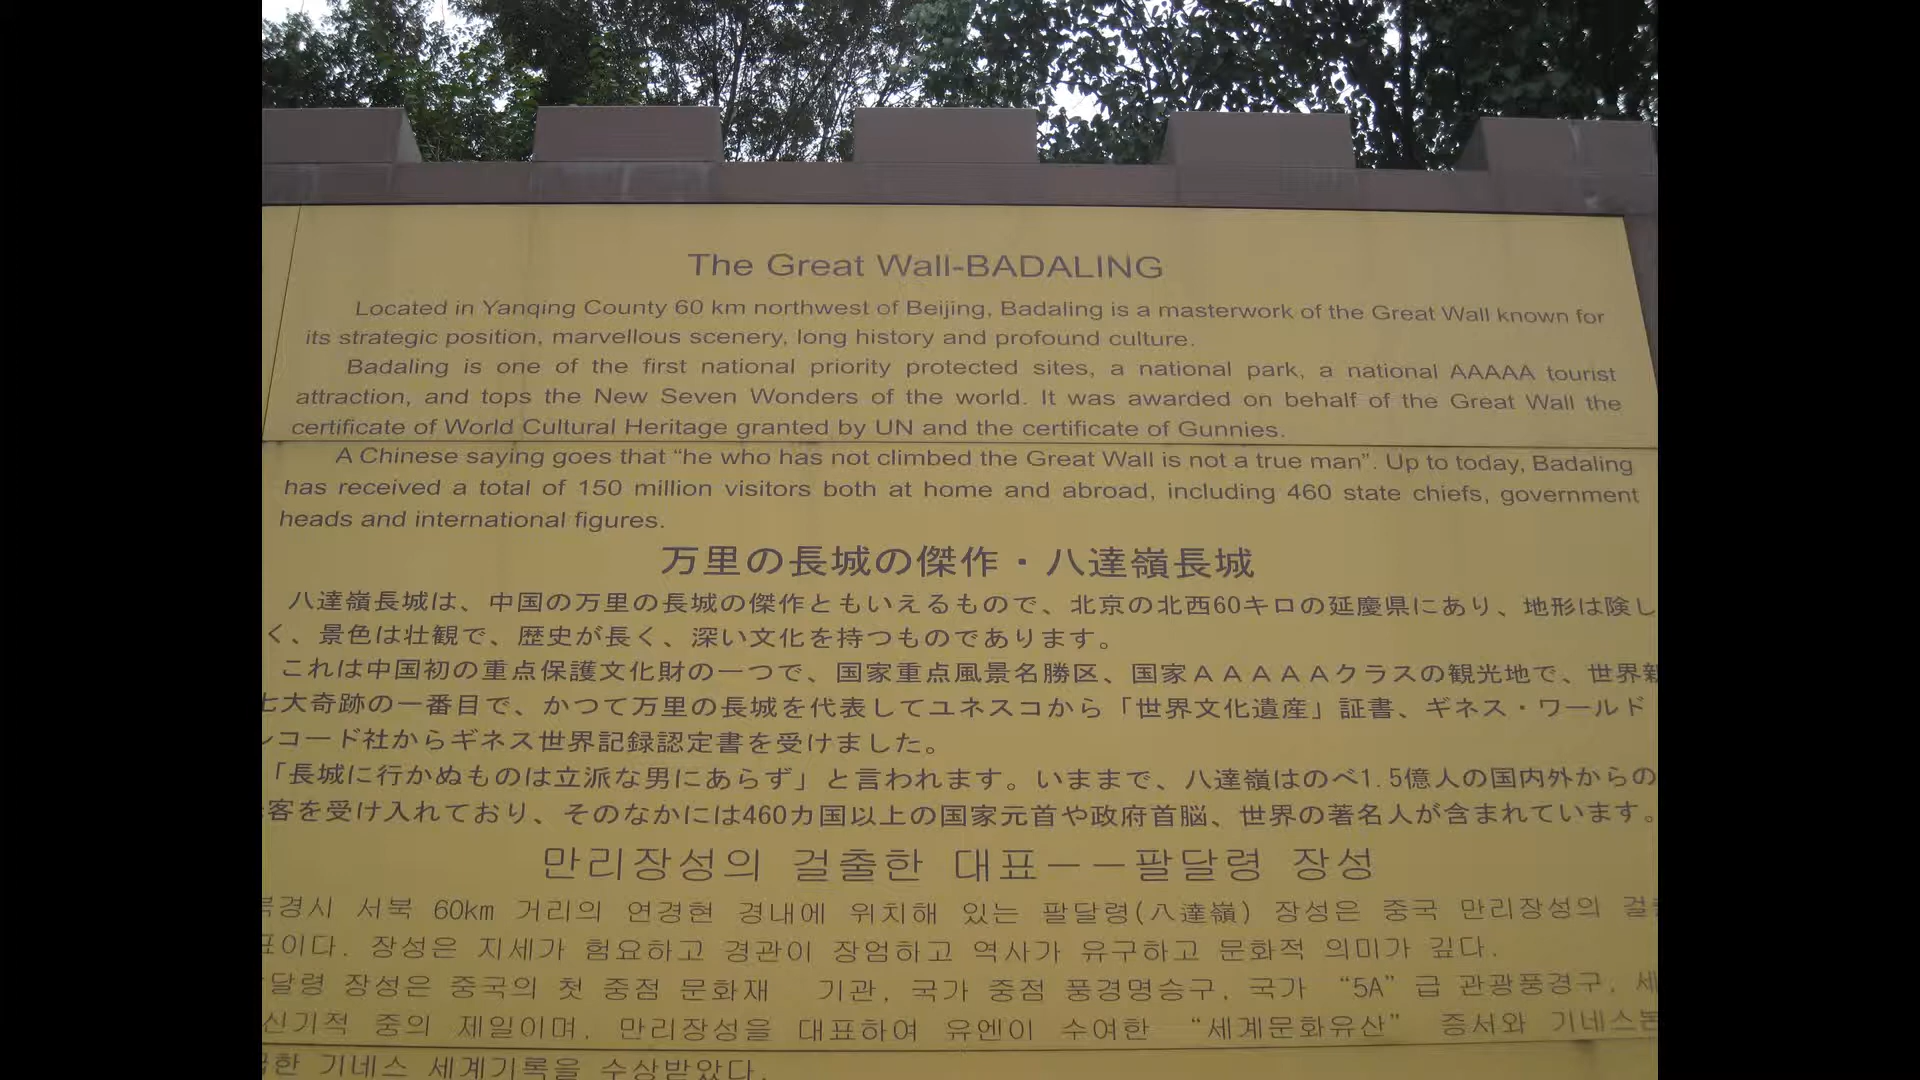 The Great Wall-BADALING
Located in Yanqing County 60 km northwest of Beijing, Badaling is a masterwork of the Great Wall known for
its strategic position, marvellous scenery, long history and profound culture.
Badaling is one of the first national priority protected sites, a national park, a national AAAAA tourist
attraction, and tops the New Seven Wonders of the world. It was awarded on behalf of the Great Wall the
certificate of World Cultural Heritage granted by UN and the certificate of Gunnies.
A Chinese saying goes that “he who has not climbed the Great Wall is not a true man”. Up to today, Badaling
has received a total of 150 million visitors both at home and abroad, including 460 state chiefs, government
heads and international figures.
万里の長城の傑作・八達嶺長城
八達嶺長城は、中国の万里の長城の傑作ともいえるもので、北京の北西60キロの延慶県にあり、地形は険し
く、景色は壮観で、歴史が長く、深い文化を持つものであります。
これは中国初の重点保護文化財の一つで、国家重点風景名勝区、国家AAAAAクラスの観光地で、世界新
七大奇跡の一番目で、かつて万里の長城を代表してユネスコから「世界文化遺産」証書、ギネス・ワールド
レコード社からギネス世界記録認定書を受けました。
「長城に行かぬものは立派な男にあらず」と言われます。いままで、八達嶺はのべ1.5億人の国内外からの
客を受け入れており、そのなかには460カ国以上の国家元首や政府首脳、世界の著名人が含まれています。
만리장성의 걸출한 대표——팔달령 장성
북경시 서북 60km 거리의 연경현 경내에 위치해 있는 팔달령(八達嶺) 장성은 중국 만리장성의
표이다. 장성은 지세가 험요하고 경관이 장엄하고 역사가 유구하고 문화적 의미가 깊다.
달령 장성은 중국의 첫 중점 문화재 기관, 국가 중점 풍경명승구, 국가 “5A” 급 관광풍경구, 세
신기적 중의 제일이며, 만리장성을 대표하여 유엔이 수여한 “세계문화유산” 증서와 기네스본
한 기네스 세계기록을 수상받았다.